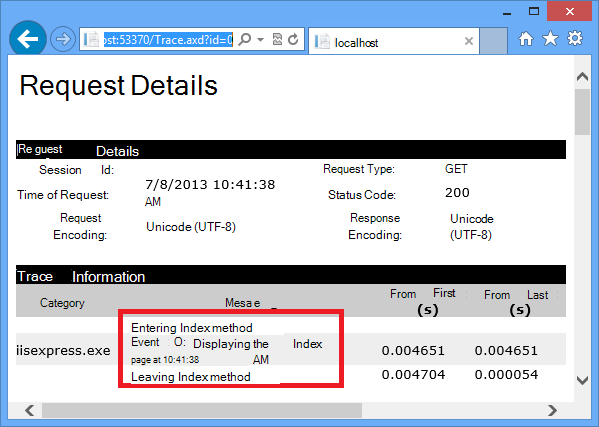 ost:53370/Trace.axd?id=0
localhost
Request Details
Request Details
Session Id:
Request Type: GET
Time of Request: 7/8/2013 10:41:38
AM
Status Code: 200
Request
Encoding: Unicode (UTF-8)
Response
Encoding: Unicode
(UTF-8)
Trace Information
Category Mesa e From First
(s) From Last
(s)
Entering Index method
iisexpress.exe Event O: Displaying the Index
page at 10:41:38 AM 0.004651 0.004651
Leaving Index method 0.004704 0.000054